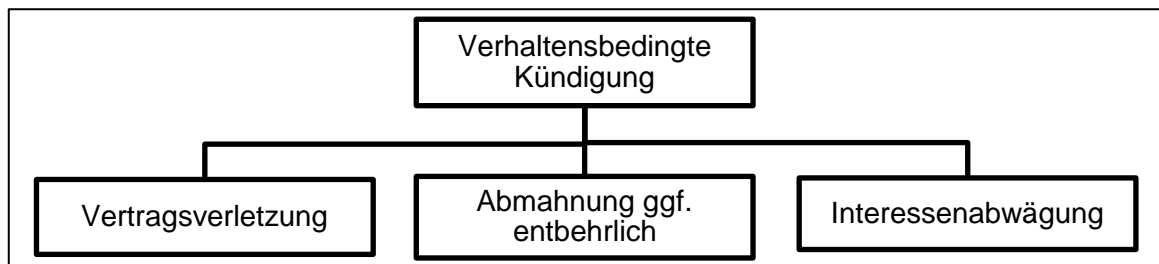 Verhaltensbedingte
Kündigung
Vertragsverletzung
Abmahnung ggf.
entbehrlich
Interessenabwägung